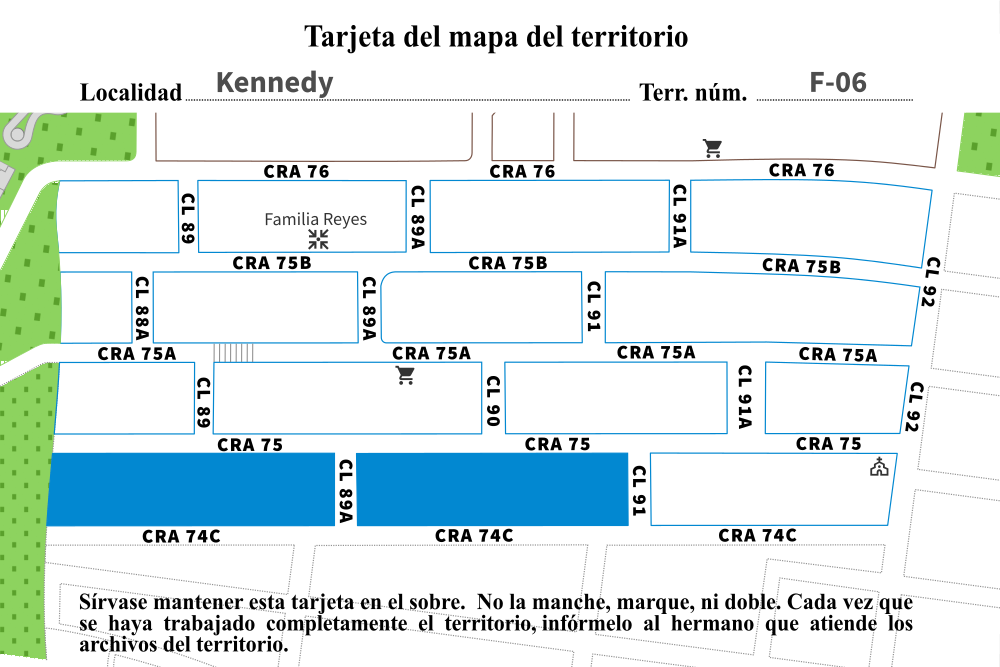 Tarjeta del mapa del territorio
Localidad Kennedy Terr. núm. F-06
CRA 76 CRA 76 CRA 76
CL 89 CL 89A CL 91A
Familia Reyes
CRA 75B CRA 75B CRA 75B
CL 92
CL 88A CL 89A CL 91
CRA 75A CRA 75A CRA 75A CRA 75A
CL 89 CL 90 CL 91A CL 92
CRA 75 CRA 75 CRA 75
CL 89A CL 91
CRA 74C CRA 74C CRA 74C
Sírvase mantener esta tarjeta en el sobre. No la manche, marque, ni doble. Cada vez que
se haya trabajado completamente el territorio, infórmelo al hermano que atiende los
archivos del territorio.